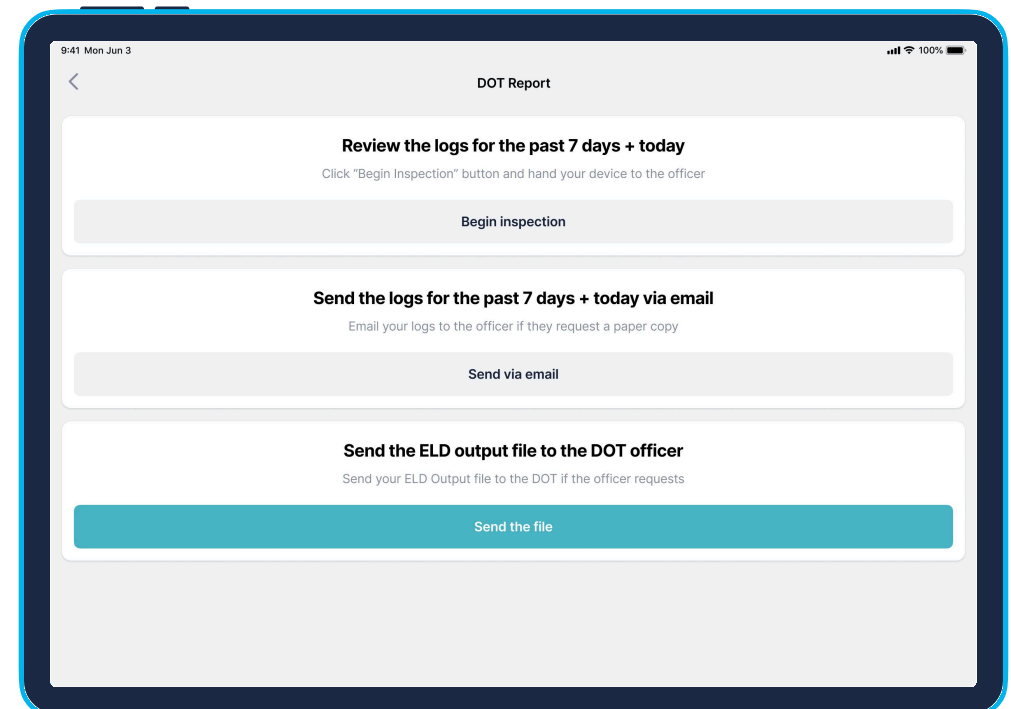 9:41 Mon Jun 3
100%
DOT Report
Review the logs for the past 7 days + today
Click "Begin Inspection" button and hand your device to the officer
Begin inspection
Send the logs for the past 7 days + today via email
Email your logs to the officer if they request a paper copy
Send via email
Send the ELD output file to the DOT officer
Send your ELD Output file to the DOT if the officer requests
Send the file